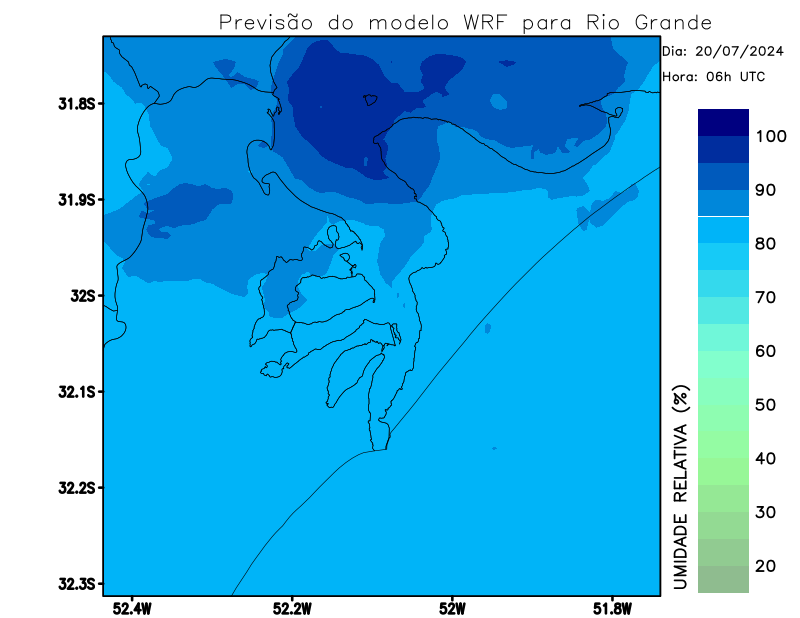 Previsão do modelo WRF para Rio Grande
Dia: 20/07/2024
Hora: 06h UTC
31.8S
31.9S
32S
32.1S
32.2S
32.3S
52.4W
52.2W
52W
51.8W
UMIDADE RELATIVA (%)
100
90
80
70
60
50
40
30
20